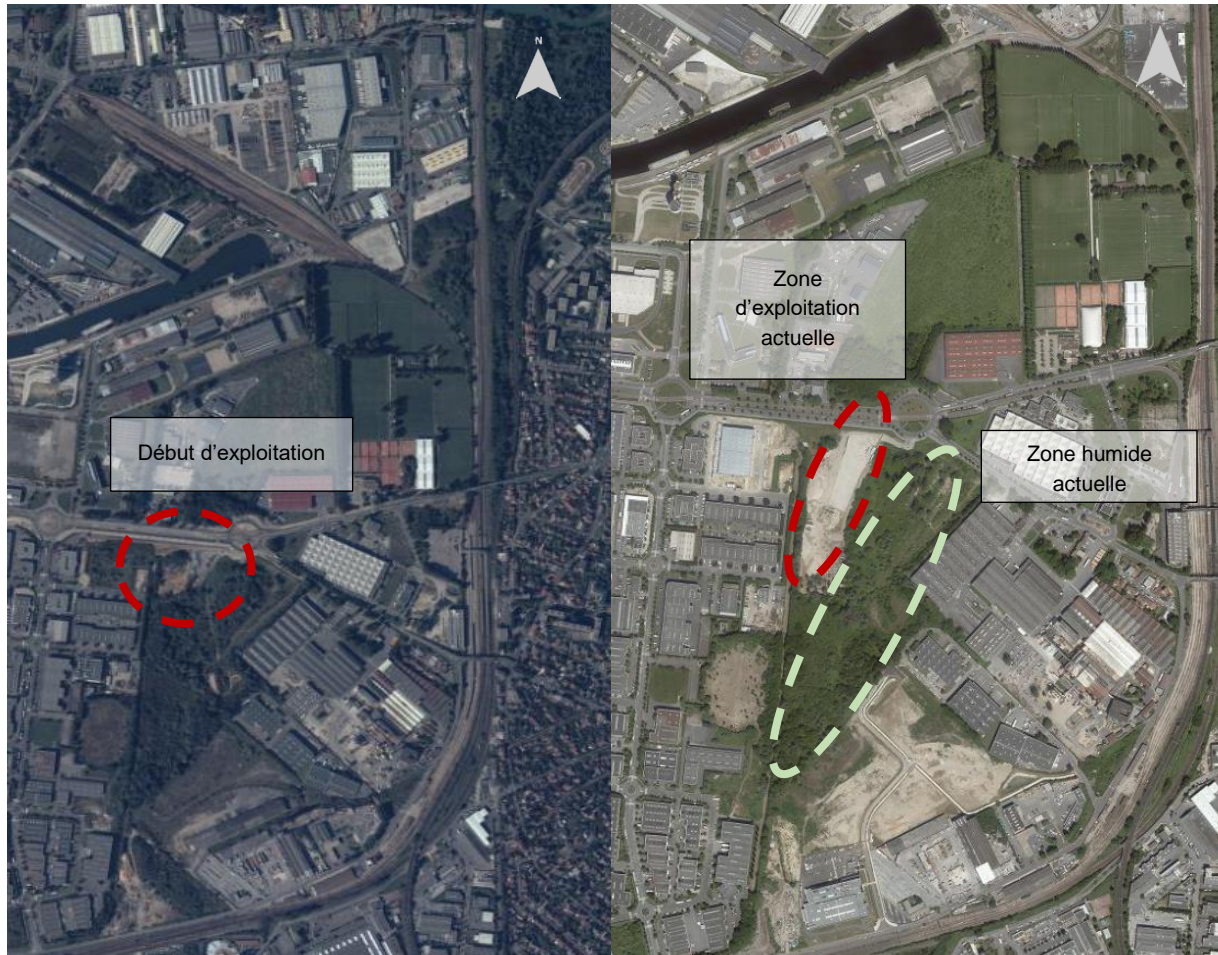 N
Début d'exploitation
Zone
d'exploitation
actuelle
Zone humide
actuelle